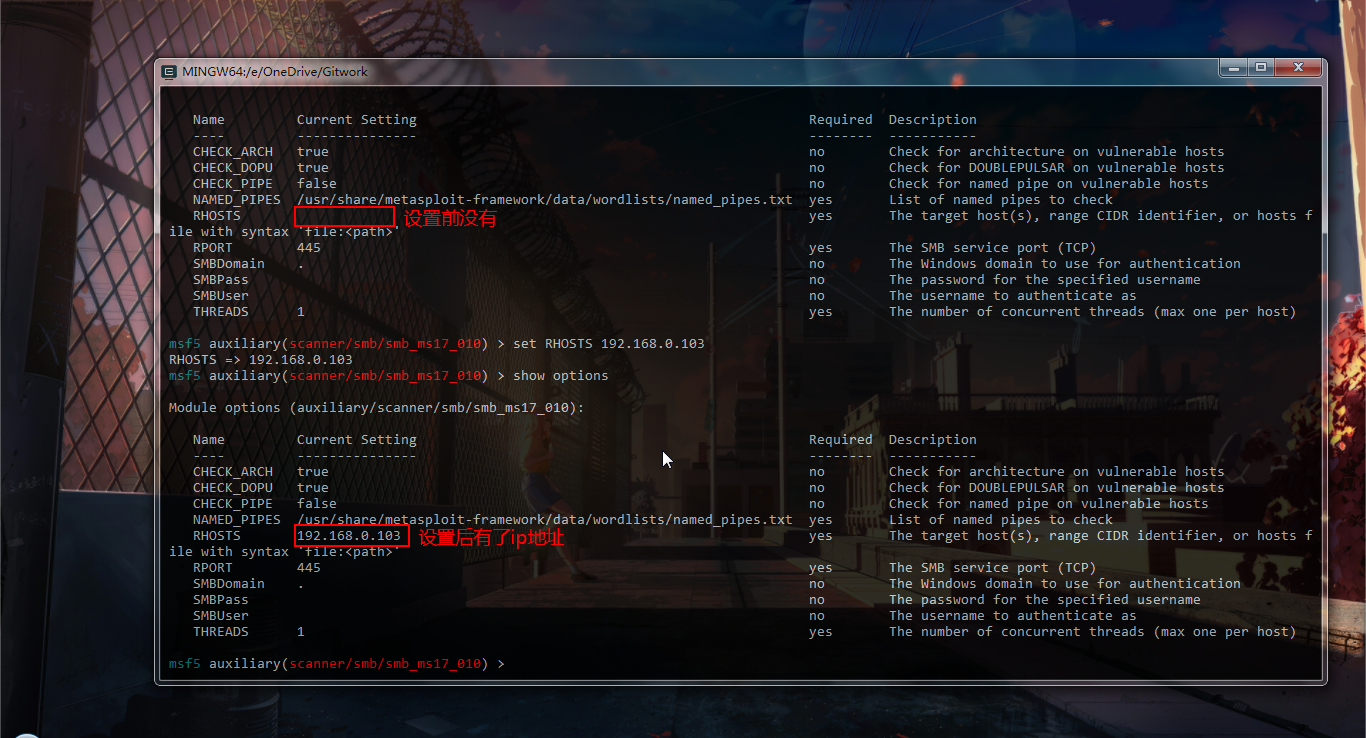 MINGW64:/e/OneDrive/Gitwork
Name Current Setting Required Description
---- --------------- -------- -----------
CHECK_ARCH true no Check for architecture on vulnerable hosts
CHECK_DOPU true no Check for DOUBLEPULSAR on vulnerable hosts
CHECK_PIPE false no Check for named pipe on vulnerable hosts
NAMED_PIPES /usr/share/metasploit-framework/data/wordlists/named_pipes.txt yes List of named pipes to check
RHOSTS 设置前没有 yes The target host(s), range CIDR identifier, or hosts f
ile with syntax 'file:<path>'
RPORT 445 yes The SMB service port (TCP)
SMBDomain . no The Windows domain to use for authentication
SMBPass no The password for the specified username
SMBUser no The username to authenticate as
THREADS 1 yes The number of concurrent threads (max one per host)
msf5 auxiliary(scanner/smb/smb_ms17_010) > set RHOSTS 192.168.0.103
RHOSTS => 192.168.0.103
msf5 auxiliary(scanner/smb/smb_ms17_010) > show options
Module options (auxiliary/scanner/smb/smb_ms17_010):
Name Current Setting Required Description
---- --------------- -------- -----------
CHECK_ARCH true no Check for architecture on vulnerable hosts
CHECK_DOPU true no Check for DOUBLEPULSAR on vulnerable hosts
CHECK_PIPE false no Check for named pipe on vulnerable hosts
NAMED_PIPES /usr/share/metasploit-framework/data/wordlists/named_pipes.txt yes List of named pipes to check
RHOSTS 192.168.0.103 设置后有了ip地址 yes The target host(s), range CIDR identifier, or hosts f
ile with syntax 'file:<path>'
RPORT 445 yes The SMB service port (TCP)
SMBDomain . no The Windows domain to use for authentication
SMBPass no The password for the specified username
SMBUser no The username to authenticate as
THREADS 1 yes The number of concurrent threads (max one per host)
msf5 auxiliary(scanner/smb/smb_ms17_010) >